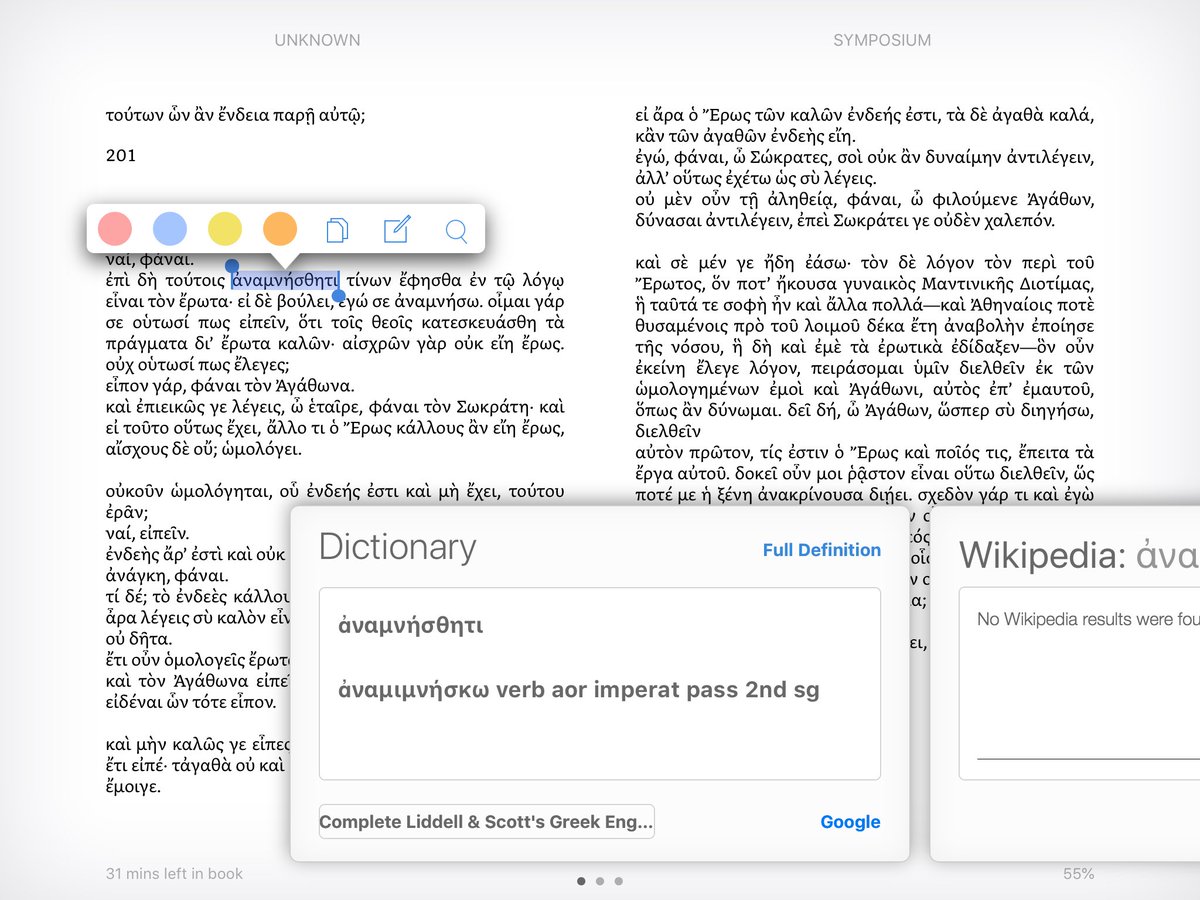 UNKNOWN
τούτων ὧν ἂν ἔνδεια παρῇ αὐτῷ;
201
ναί, φάναι.
ἐπὶ δὴ τούτοις ἀναμνήσθητι τίνων ἔφησθα ἐν τῷ λόγῳ
εἶναι τὸν ἔρωτα· εἰ δὲ βούλει, ἐγώ σε ἀναμνήσω. οἶμαι γάρ
σε οὑτωσί πως εἰπεῖν, ὅτι τοῖς θεοῖς κατεσκευάσθη τὰ
πράγματα δι’ ἔρωτα καλῶν· αἰσχρῶν γὰρ οὐκ εἴη ἔρως.
οὐχ οὑτωσί πως ἔλεγες;
εἶπον γάρ, φάναι τὸν Ἀγάθωνα.
καὶ ἐπιεικῶς γε λέγεις, ὦ ἑταῖρε, φάναι τὸν Σωκράτη· καὶ
εἰ τοῦτο οὕτως ἔχει, ἄλλο τι ὁ Ἔρως κάλλους ἂν εἴη ἔρως,
αἴσχους δὲ οὔ; ὡμολόγει.
οὐκοῦν ὡμολόγηται, οὗ ἐνδεής ἐστι καὶ μὴ ἔχει, τούτου
ἐρᾶν;
ναί, εἰπεῖν.
ἐνδεὴς ἄρ’ ἐστὶ καὶ οὐκ
ἀνάγκη, φάναι.
τί δέ; τὸ ἐνδεὲς κάλλου
ἆρα λέγεις σὺ καλὸν εἶν
οὐ δῆτα.
ἔτι οὖν ὁμολογεῖς ἔρωτ
καὶ τὸν Ἀγάθωνα εἰπε
εἰδέναι ὧν τότε εἶπον.
καὶ μὴν καλῶς γε εἶπες
ἔτι εἰπέ· τἀγαθὰ οὐ καὶ
ἔμοιγε.
SYMPOSIUM
εἰ ἄρα ὁ Ἔρως τῶν καλῶν ἐνδεής ἐστι, τὰ δὲ ἀγαθὰ καλά,
κἂν τῶν ἀγαθῶν ἐνδεὴς εἴη.
ἐγώ, φάναι, ὦ Σώκρατες, σοὶ οὐκ ἂν δυναίμην ἀντιλέγειν,
ἀλλ’ οὕτως ἐχέτω ὡς σὺ λέγεις.
οὐ μὲν οὖν τῇ ἀληθείᾳ, φάναι, ὦ φιλούμενε Ἀγάθων,
δύνασαι ἀντιλέγειν, ἐπεὶ Σωκράτει γε οὐδὲν χαλεπόν.
καὶ σὲ μέν γε ἤδη ἐάσω· τὸν δὲ λόγον τὸν περὶ τοῦ
Ἔρωτος, ὅν ποτ’ ἤκουσα γυναικὸς Μαντινικῆς Διοτίμας,
ἣ ταῦτά τε σοφὴ ἦν καὶ ἄλλα πολλά—καὶ Ἀθηναίοις ποτὲ
θυσαμένοις πρὸ τοῦ λοιμοῦ δέκα ἔτη ἀναβολὴν ἐποίησε
τῆς νόσου, ἣ δὴ καὶ ἐμὲ τὰ ἐρωτικὰ ἐδίδαξεν—ὃν οὖν
ἐκείνη ἔλεγε λόγον, πειράσομαι ὑμῖν διελθεῖν ἐκ τῶν
ὡμολογημένων ἐμοὶ καὶ Ἀγάθωνι, αὐτὸς ἐπ’ ἐμαυτοῦ,
ὅπως ἂν δύνωμαι. δεῖ δή, ὦ Ἀγάθων, ὥσπερ σὺ διηγήσω,
διελθεῖν
αὐτὸν πρῶτον, τίς ἐστιν ὁ Ἔρως καὶ ποῖός τις, ἔπειτα τὰ
ἔργα αὐτοῦ. δοκεῖ οὖν μοι ῥᾷστον εἶναι οὕτω διελθεῖν, ὥς
ποτέ με ἡ ξένη ἀνακρίνουσα διῄει. σχεδὸν γάρ τι καὶ ἐγὼ
Dictionary
Full Definition
ἀναμνήσθητι
ἀναμιμνήσκω verb aor imperat pass 2nd sg
Complete Liddell & Scott's Greek Eng...
Google
Wikipedia: ἀνα
No Wikipedia results were fou
31 mins left in book
55%